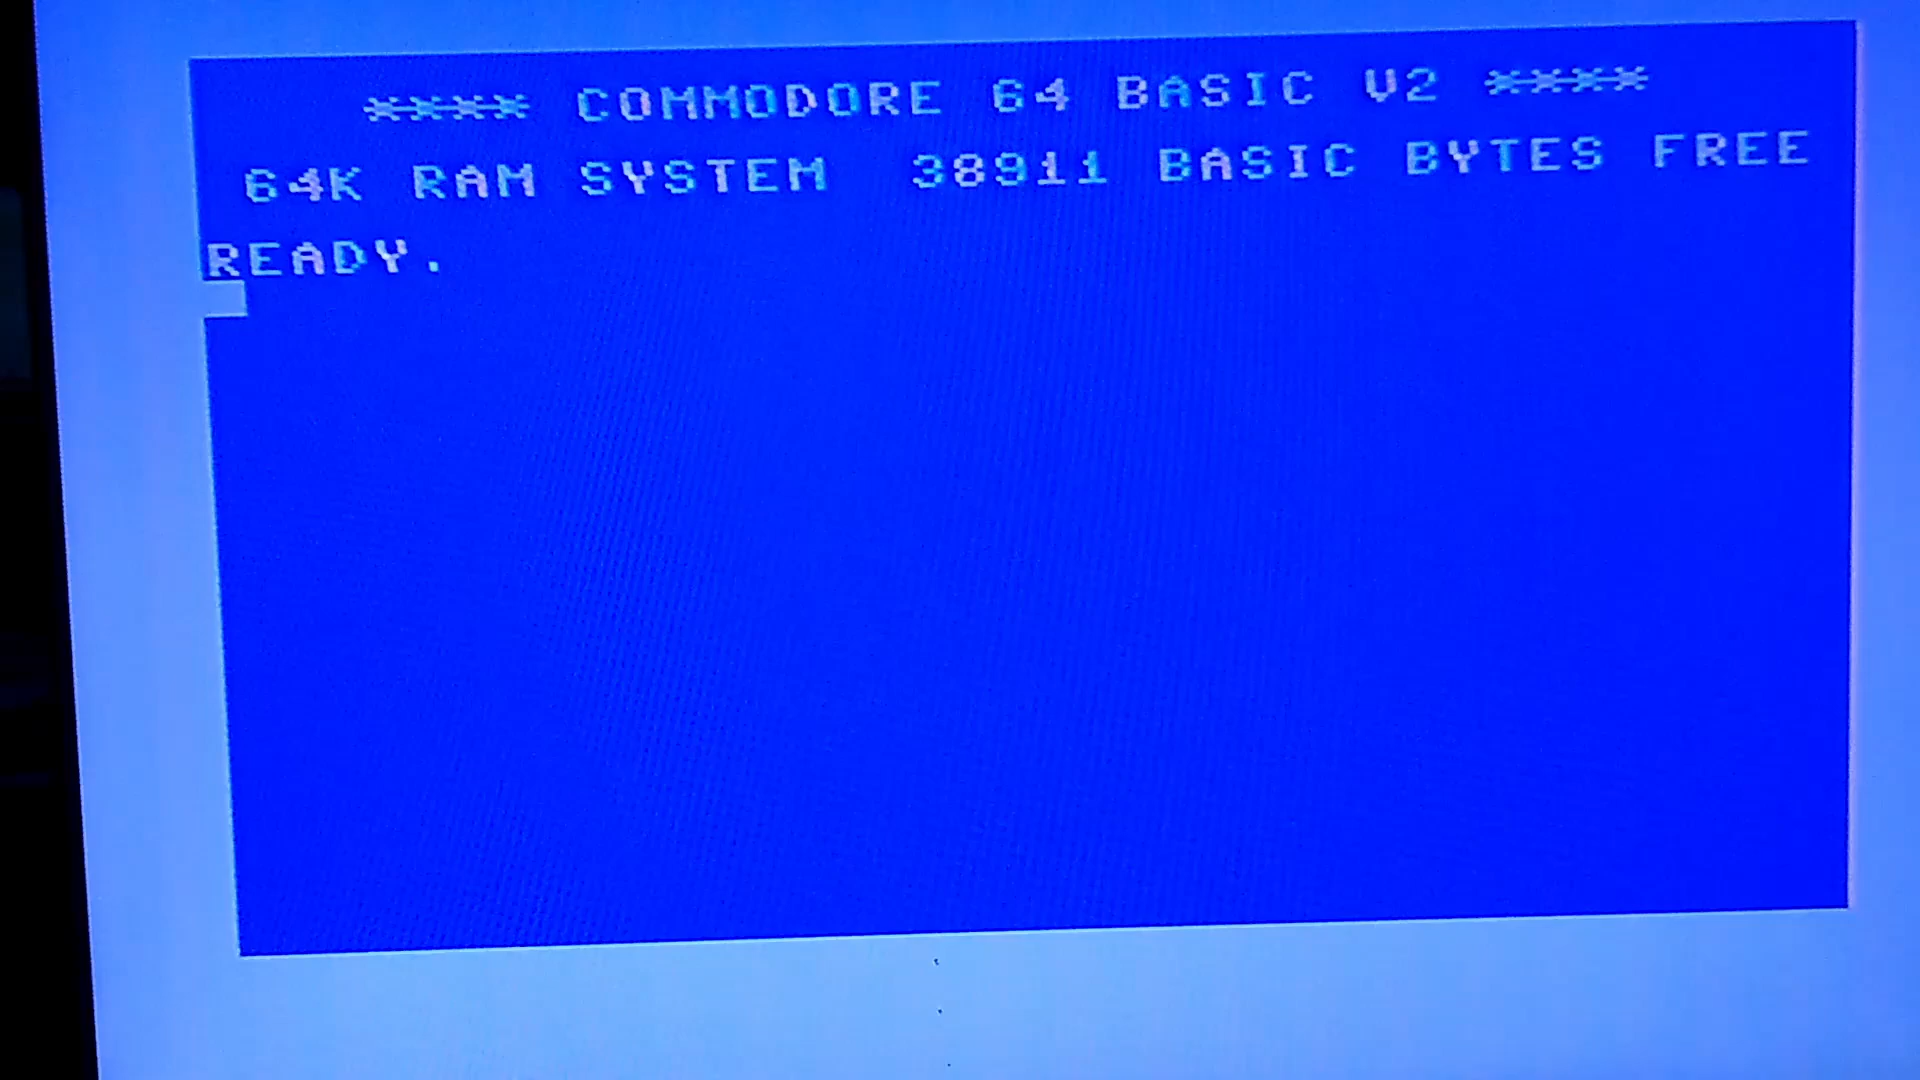 **** COMMODORE 64 BASIC V2 ****
64K RAM SYSTEM  38911 BASIC BYTES FREE
READY.